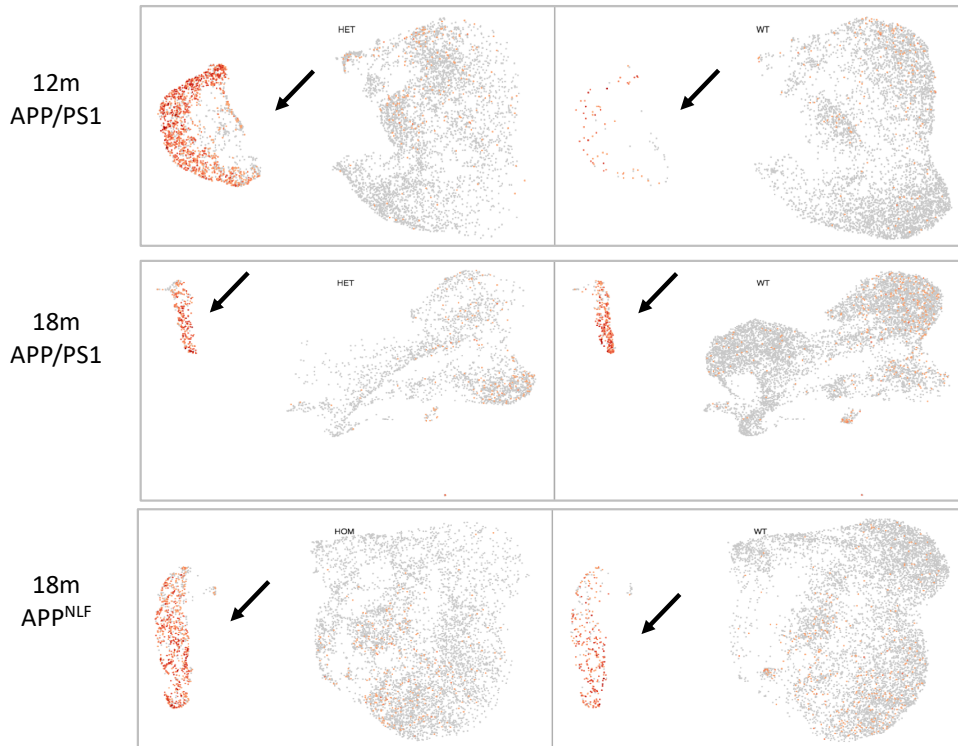 HET
WT
12m
APP/PS1
HET
WT
18m
APP/PS1
HOM
WT
18m
APP^NLF